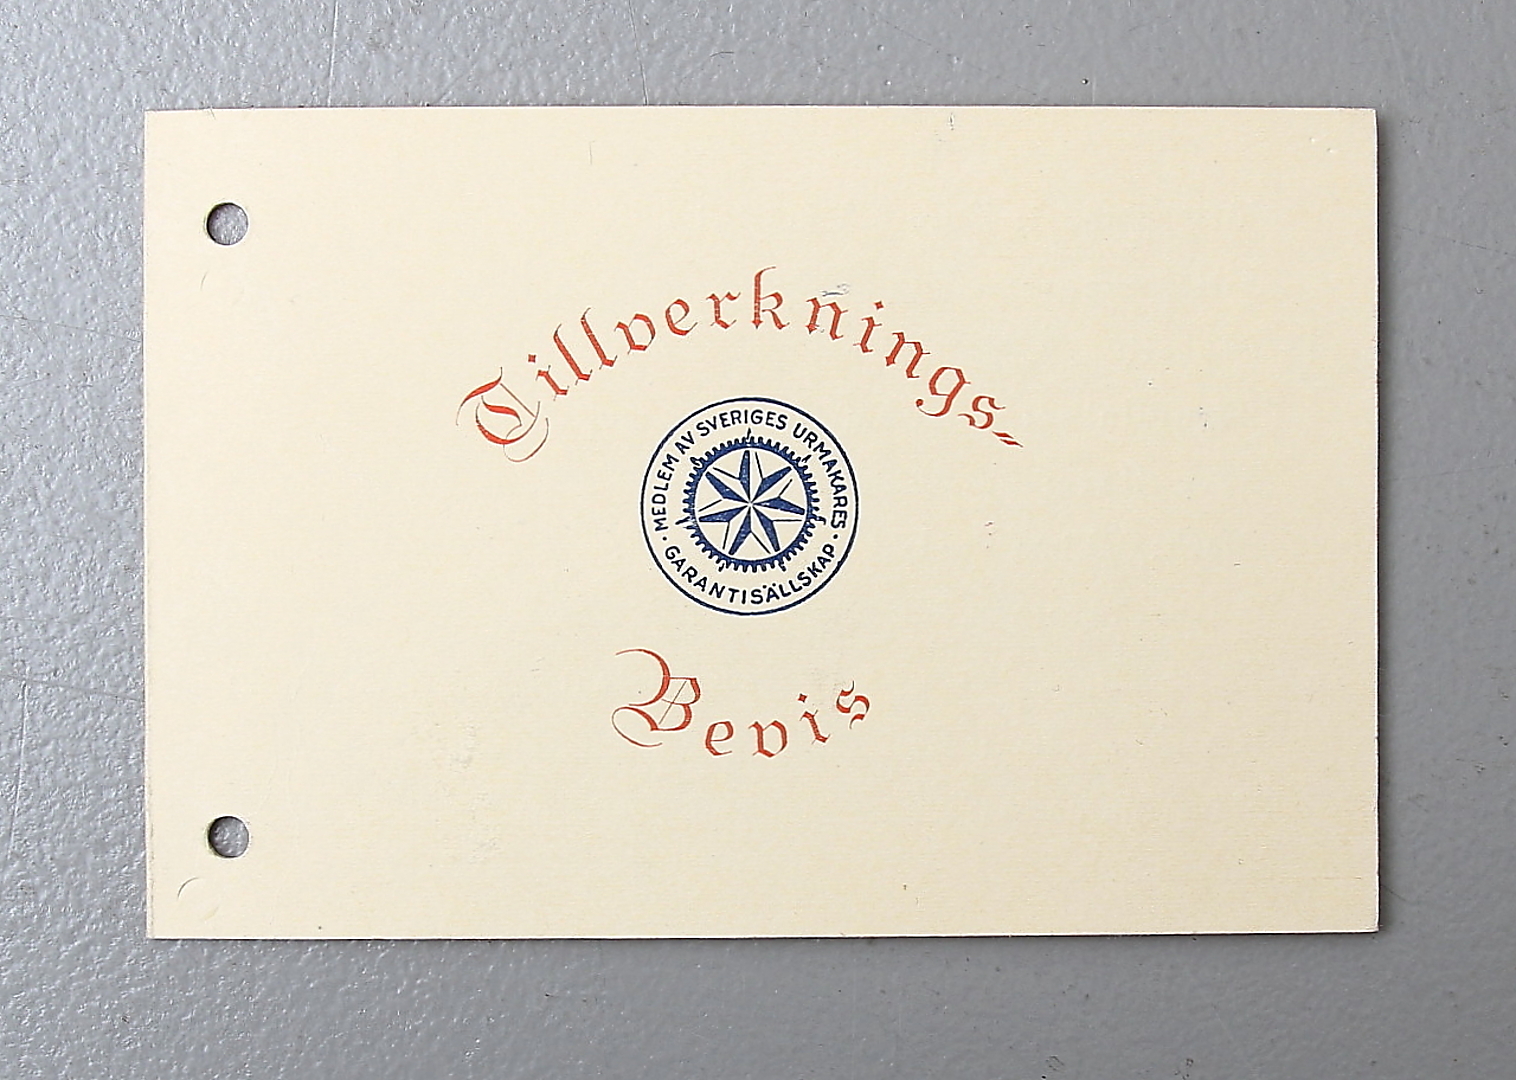 Tillverknings-
MEDLEM AV SVERIGES URMAKARES
· GARANTISÄLLSKAP ·
Bevis